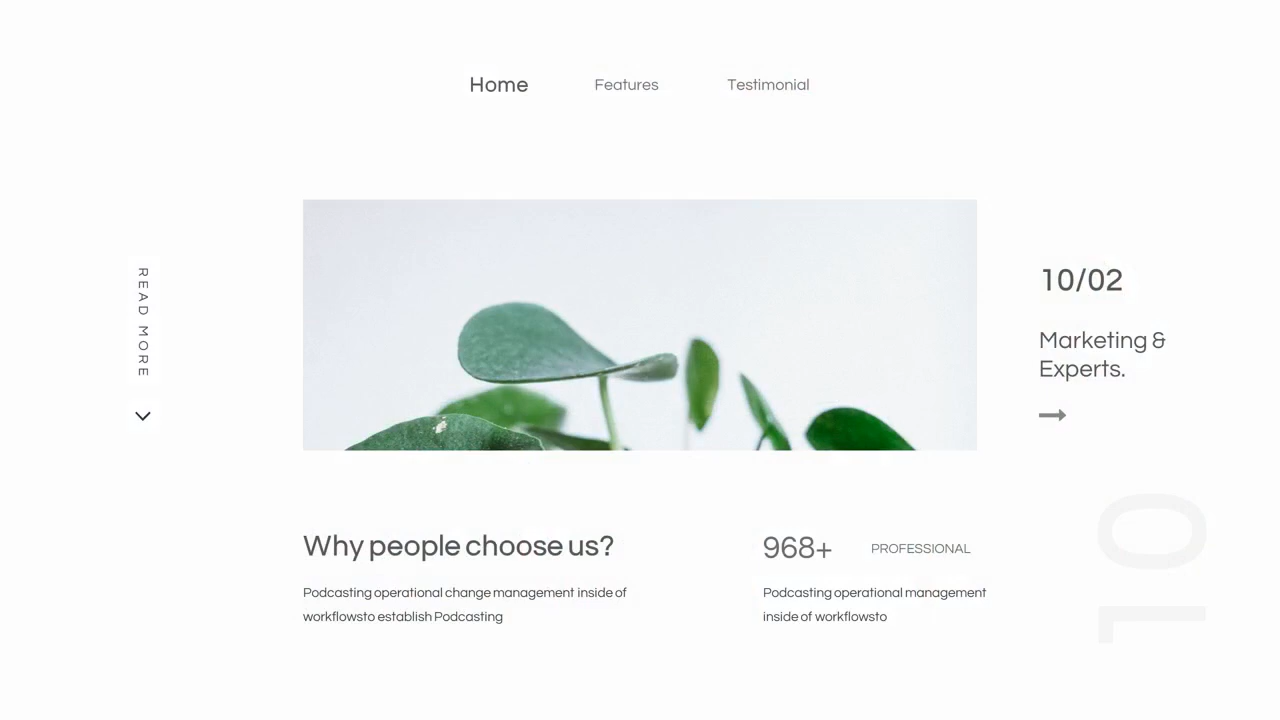 Home
Features
Testimonial
READ MORE
10/02
Marketing &
Experts.
Why people choose us?
Podcasting operational change management inside of
workflowsto establish Podcasting
968+
PROFESSIONAL
Podcasting operational management
inside of workflowsto
10